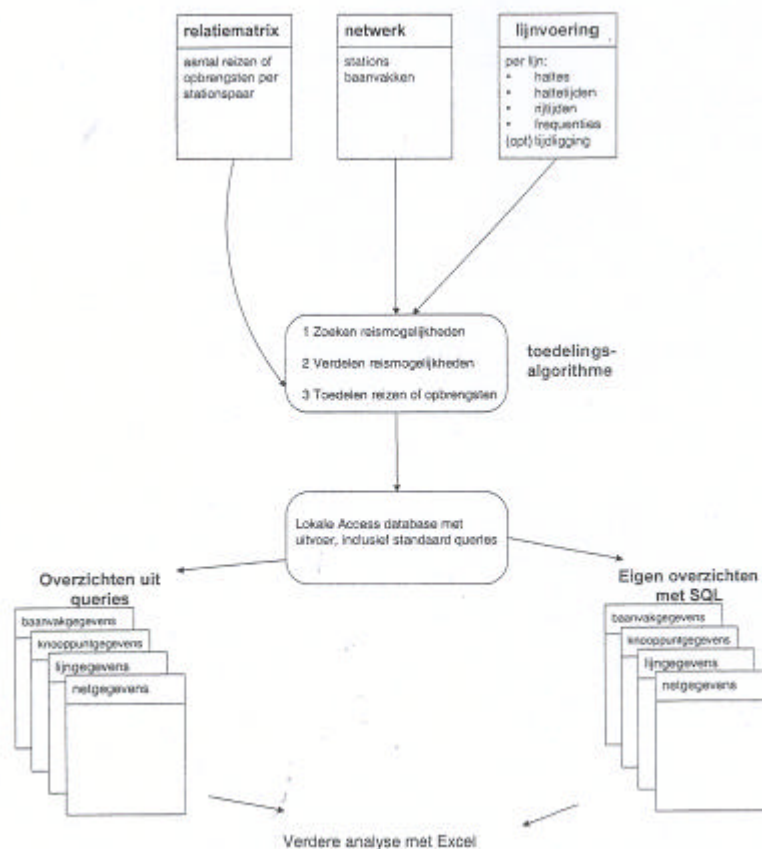 relatiematrix
aantal reizen of
opbrengsten per
stationspaar
netwerk
stations
baanvakken
lijnvoering
per lijn:
• haltes
• haltetijden
• rijtijden
• frequenties
(opt) tijdligging
1 Zoeken reismogelijkheden
2 Verdelen reismogelijkheden
3 Toedelen reizen of opbrengsten
toedelings-
algorithme
Lokale Access database met
uitvoer, inclusief standaard queries
Overzichten uit
queries
baanvakgegevens
knooppuntgegevens
lijngegevens
netgegevens
Eigen overzichten
met SQL
baanvakgegevens
knooppuntgegevens
lijngegevens
netgegevens
Verdere analyse met Excel